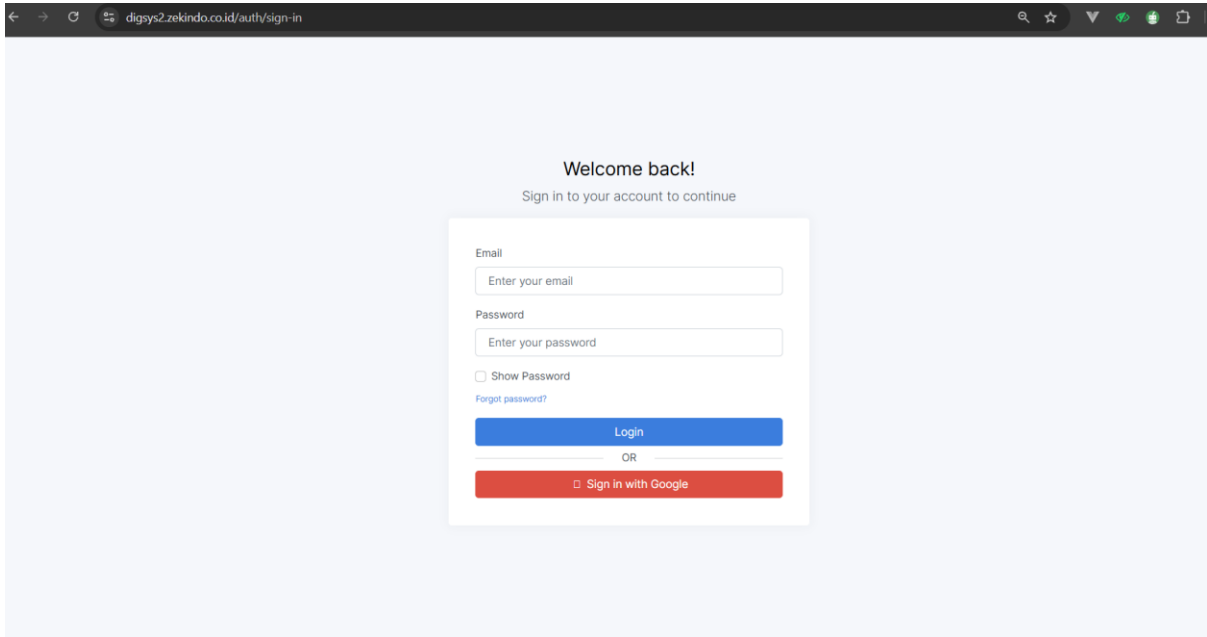 digsys2.zekindo.co.id/auth/sign-in
Welcome back!
Sign in to your account to continue
Email
Enter your email
Password
Enter your password
Show Password
Forgot password?
Login
OR
Sign in with Google